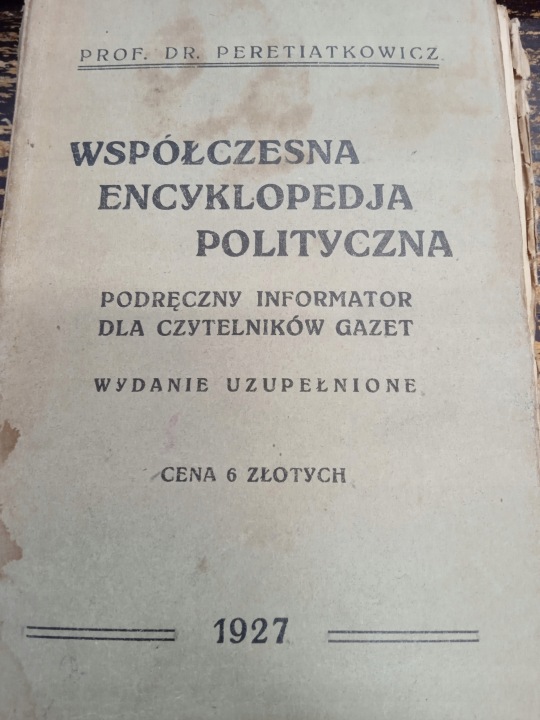 PROF. DR. PERETIATKOWICZ
WSPÓŁCZESNA
ENCYKLOPEDJA
POLITYCZNA
PODRĘCZNY INFORMATOR
DLA CZYTELNIKÓW GAZET
WYDANIE UZUPEŁNIONE
CENA 6 ZŁOTYCH
1927